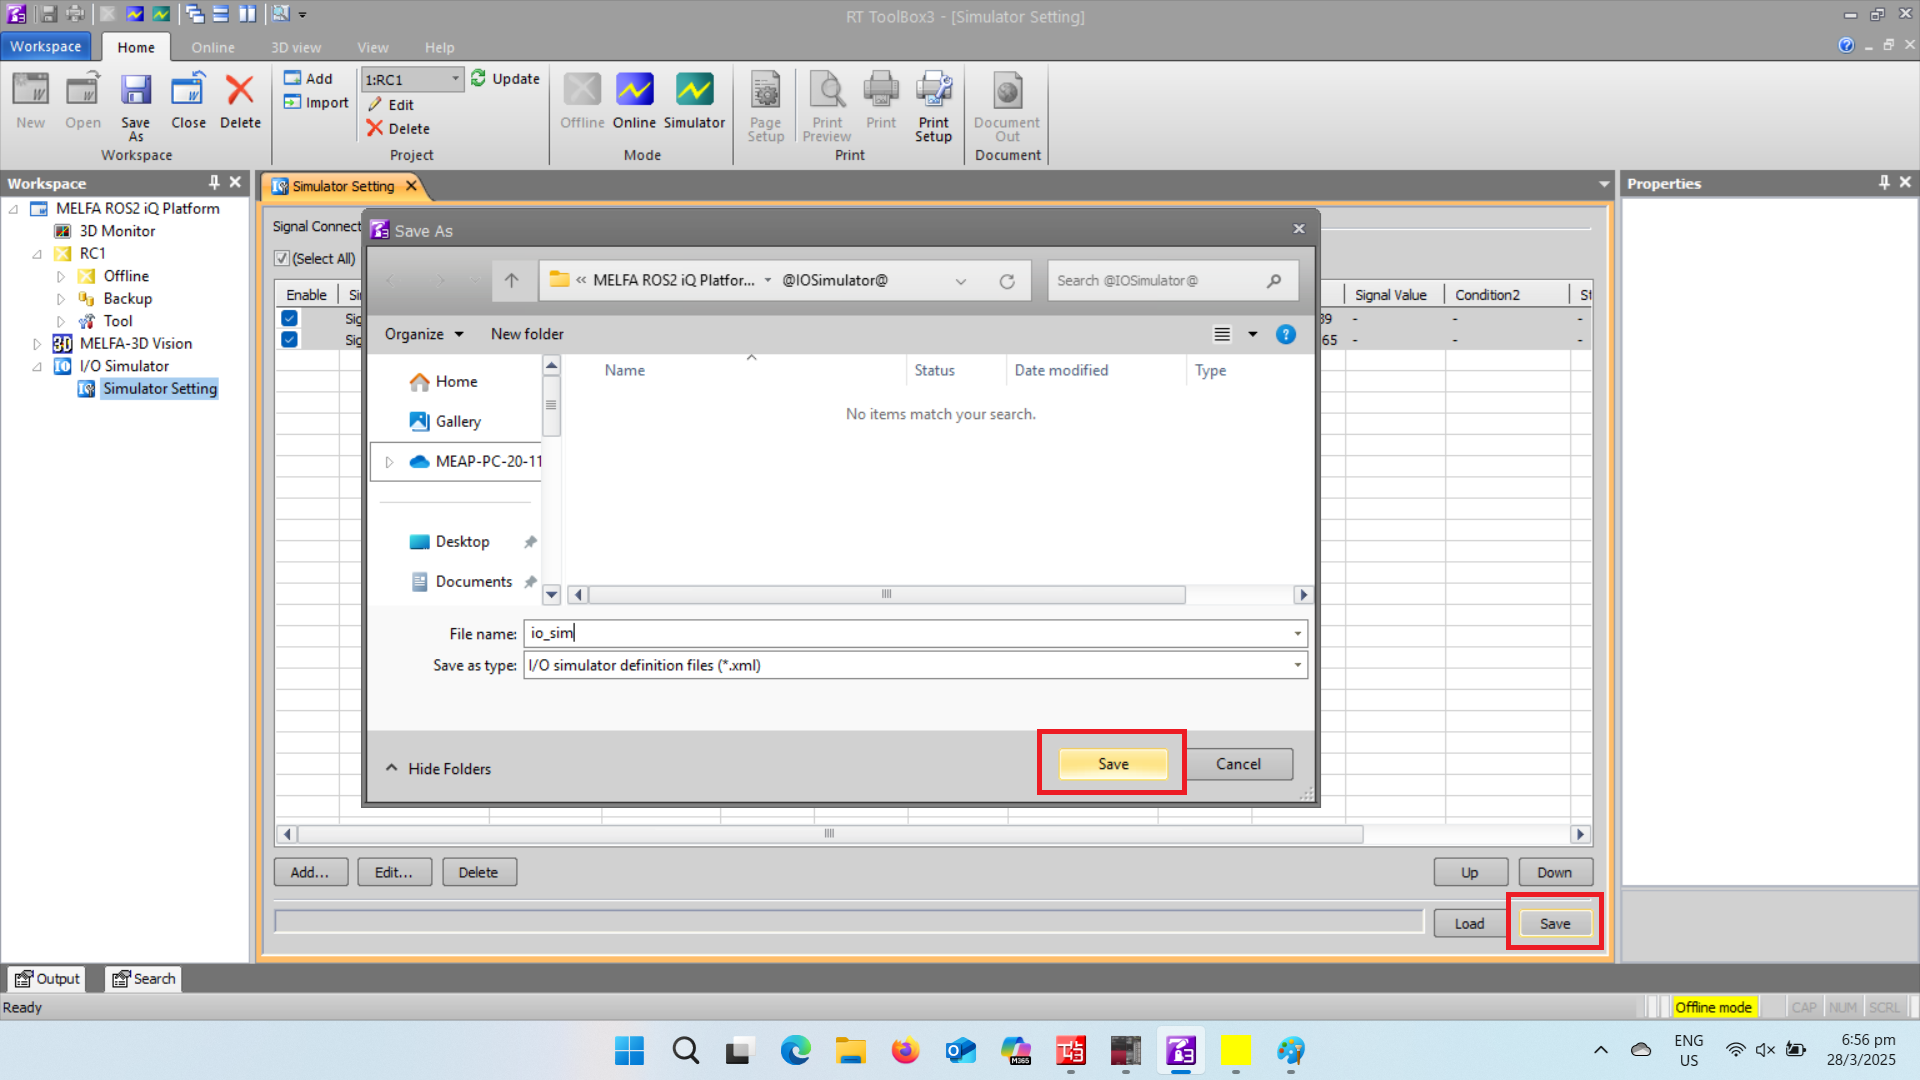 RT ToolBox3 - [Simulator Setting]
Workspace
Home
Online
3D view
View
Help
New
Open
Save As
Close
Delete
Workspace
Add
Import
1:RC1
Update
Edit
Delete
Project
Offline
Online
Simulator
Mode
Page Setup
Print Preview
Print
Print Setup
Print
Document Out
Document
Workspace
MELFA ROS2 iQ Platform
3D Monitor
RC1
Offline
Backup
Tool
MELFA-3D Vision
I/O Simulator
Simulator Setting
Simulator Setting
Signal Connect
(Select All)
Enable
Signal Value
Condition2
St
Sig
39
-
-
-
Sig
65
-
-
-
Save As
« MELFA ROS2 iQ Platfor...
@IOSimulator@
Search @IOSimulator@
Organize
New folder
Home
Gallery
MEAP-PC-20-11
Desktop
Documents
Name
Status
Date modified
Type
No items match your search.
File name:
io_sim
Save as type:
I/O simulator definition files (*.xml)
Hide Folders
Save
Cancel
Add...
Edit...
Delete
Up
Down
Load
Save
Properties
Output
Search
Ready
Offline mode
CAP
NUM
SCRL
M365
ENG
US
6:56 pm
28/3/2025